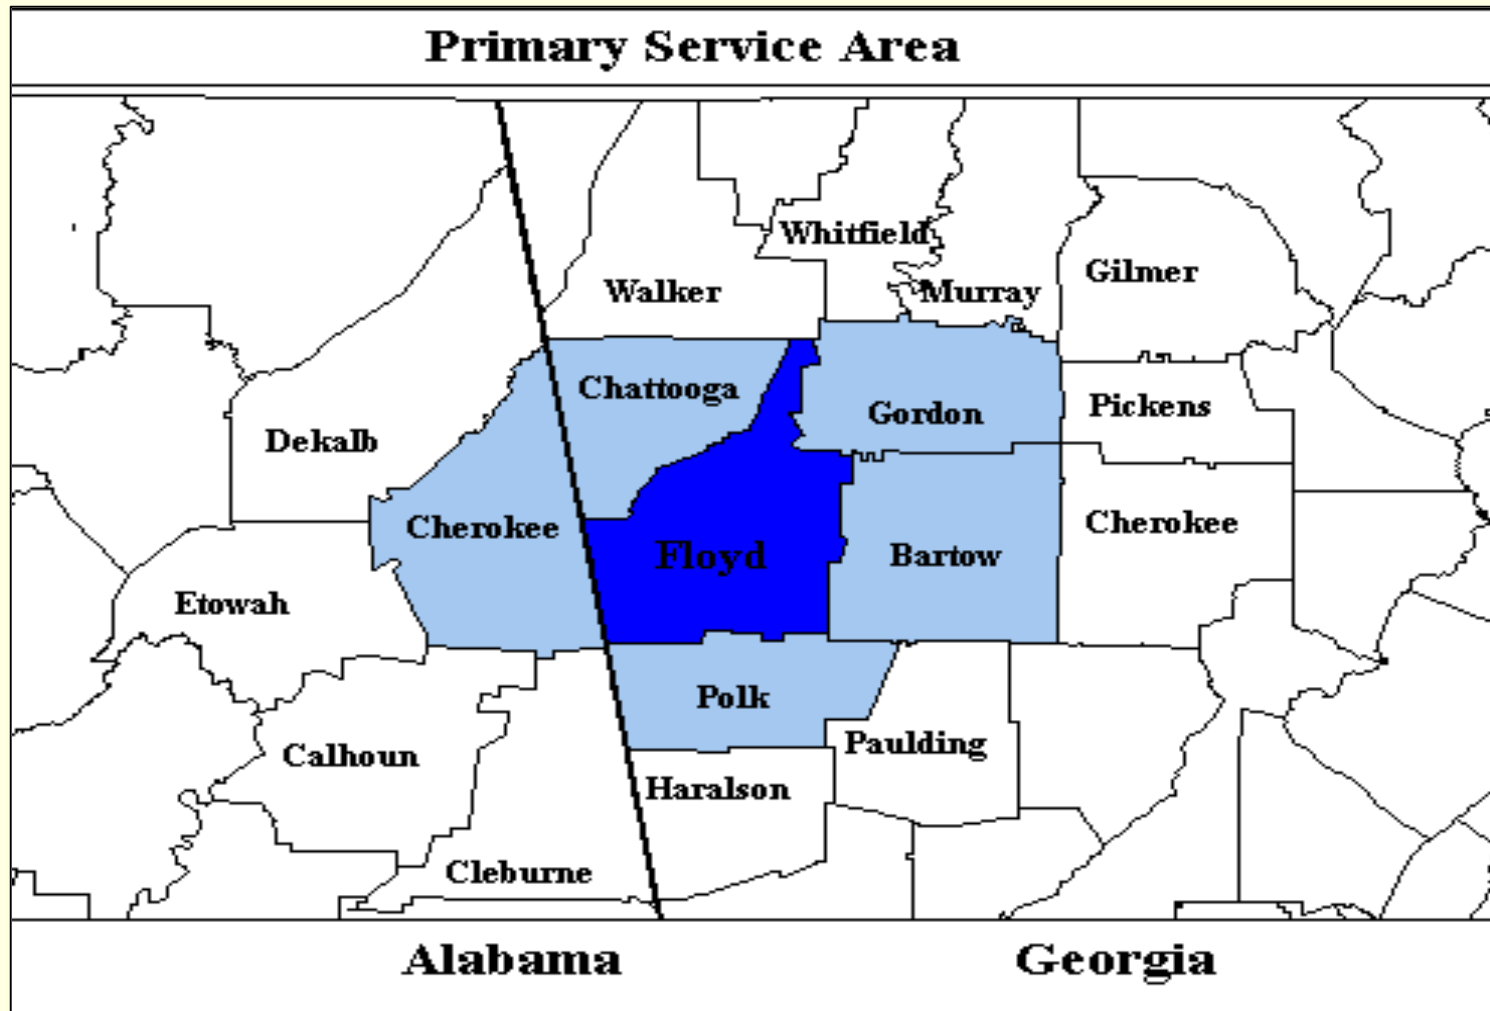 Primary Service Area
Whitfield
Gilmer
Walker
Murray
Chattooga
Gordon
Pickens
Dekalb
Cherokee
Cherokee
Floyd
Bartow
Etowah
Polk
Calhoun
Paulding
Haralson
Cleburne
Alabama
Georgia